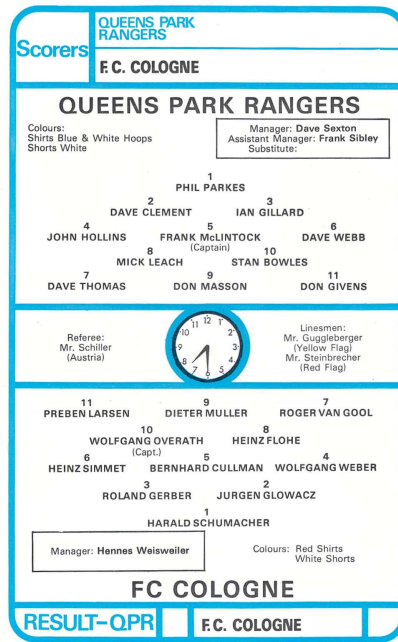 Scorers
QUEENS PARK
RANGERS
F.C. COLOGNE
QUEENS PARK RANGERS
Colours:
Shirts Blue & White Hoops
Shorts White
Manager: Dave Sexton
Assistant Manager: Frank Sibley
Substitute:
1
PHIL PARKES
2 3
DAVE CLEMENT IAN GILLARD
4 5 6
JOHN HOLLINS FRANK McLINTOCK DAVE WEBB
(Captain)
8 10
MICK LEACH STAN BOWLES
7 9 11
DAVE THOMAS DON MASSON DON GIVENS
Referee:
Mr. Schiller
(Austria)
12 1 2 3 4 5 6 7 8 9 10 11
Linesmen:
Mr. Guggleberger
(Yellow Flag)
Mr. Steinbrecher
(Red Flag)
11 9 7
PREBEN LARSEN DIETER MULLER ROGER VAN GOOL
10 8
WOLFGANG OVERATH HEINZ FLOHE
(Capt.)
6 5 4
HEINZ SIMMET BERNHARD CULLMAN WOLFGANG WEBER
3 2
ROLAND GERBER JURGEN GLOWACZ
1
HARALD SCHUMACHER
Manager: Hennes Weisweiler
Colours: Red Shirts
White Shorts
FC COLOGNE
RESULT-QPR
F.C. COLOGNE